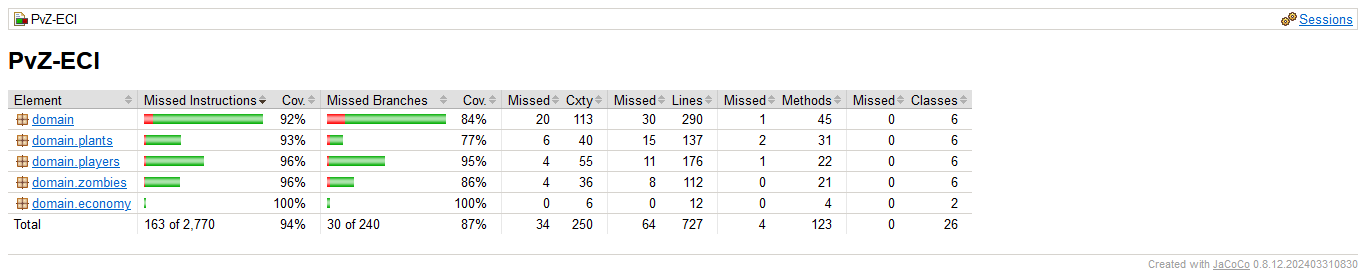 PvZ-ECI Sessions
PvZ-ECI
Element Missed Instructions Cov. Missed Branches Cov. Missed Cxty Missed Lines Missed Methods Missed Classes
domain 92% 84% 20 113 30 290 1 45 0 6
domain.plants 93% 77% 6 40 15 137 2 31 0 6
domain.players 96% 95% 4 55 11 176 1 22 0 6
domain.zombies 96% 86% 4 36 8 112 0 21 0 6
domain.economy 100% 100% 0 6 0 12 0 4 0 2
Total 163 of 2,770 94% 30 of 240 87% 34 250 64 727 4 123 0 26
Created with JaCoCo 0.8.12.202403310830